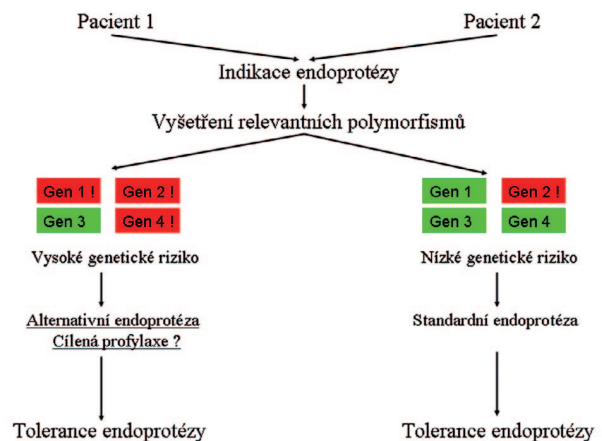 Pacient 1 Pacient 2
Indikace endoprotézy
Vyšetření relevantních polymorfismů
Gen 1 ! Gen 2 ! Gen 1 Gen 2 !
Gen 3 Gen 4 ! Gen 3 Gen 4
Vysoké genetické riziko Nízké genetické riziko
Alternativní endoprotéza Standardní endoprotéza
Cílená profylaxe ?
Tolerance endoprotézy Tolerance endoprotézy